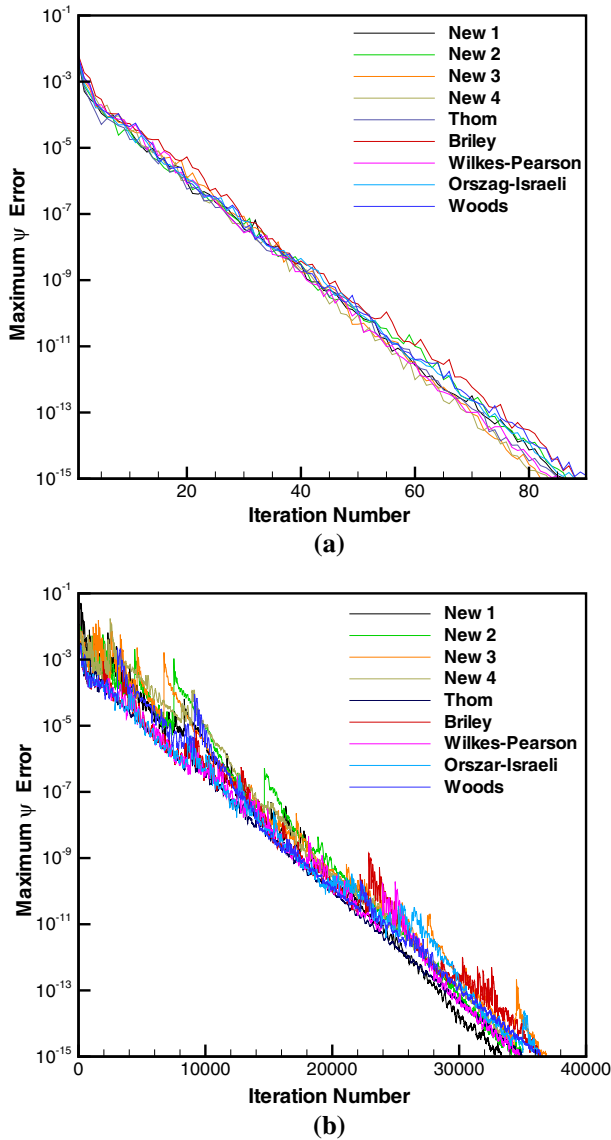 10-1
10-3
10-5
10-7
10-9
10-11
10-13
10-15
Maximum ψ Error
New 1
New 2
New 3
New 4
Thom
Briley
Wilkes-Pearson
Orszag-Israeli
Woods
20 40 60 80
Iteration Number
(a)
10-1
10-3
10-5
10-7
10-9
10-11
10-13
10-15
Maximum ψ Error
New 1
New 2
New 3
New 4
Thom
Briley
Wilkes-Pearson
Orszar-Israeli
Woods
0 10000 20000 30000 40000
Iteration Number
(b)